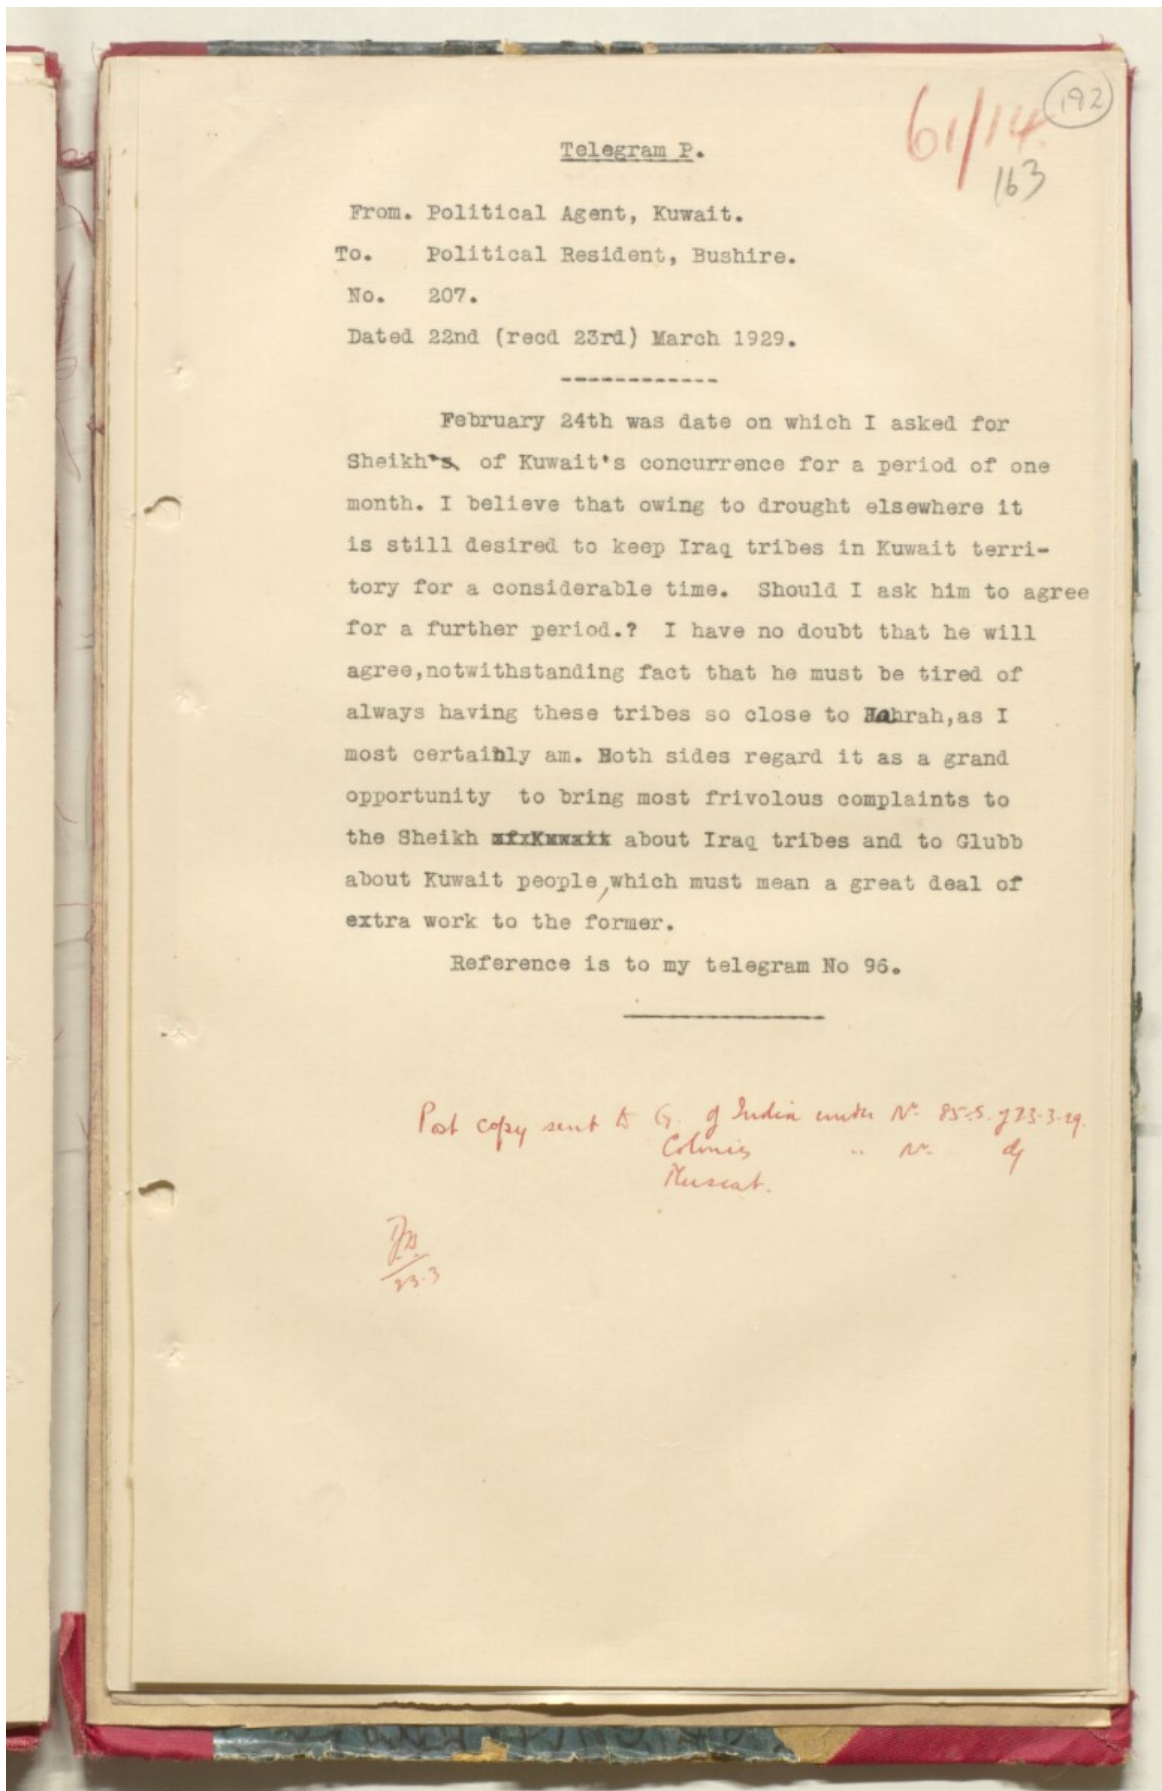 192
61/14.
163
Telegram P.
From. Political Agent, Kuwait.
To. Political Resident, Bushire.
No. 207.
Dated 22nd (recd 23rd) March 1929.
------------
February 24th was date on which I asked for
Sheikh's of Kuwait's concurrence for a period of one
month. I believe that owing to drought elsewhere it
is still desired to keep Iraq tribes in Kuwait terri-
tory for a considerable time. Should I ask him to agree
for a further period.? I have no doubt that he will
agree,notwithstanding fact that he must be tired of
always having these tribes so close to Jahrah,as I
most certainly am. Both sides regard it as a grand
opportunity to bring most frivolous complaints to
the Sheikh about Iraq tribes and to Glubb
about Kuwait people,which must mean a great deal of
extra work to the former.
Reference is to my telegram No 96.
Post copy sent to G. of India under No. 85-S. of 23-3-29.
Colonies " No. of
Muscat.
23.3